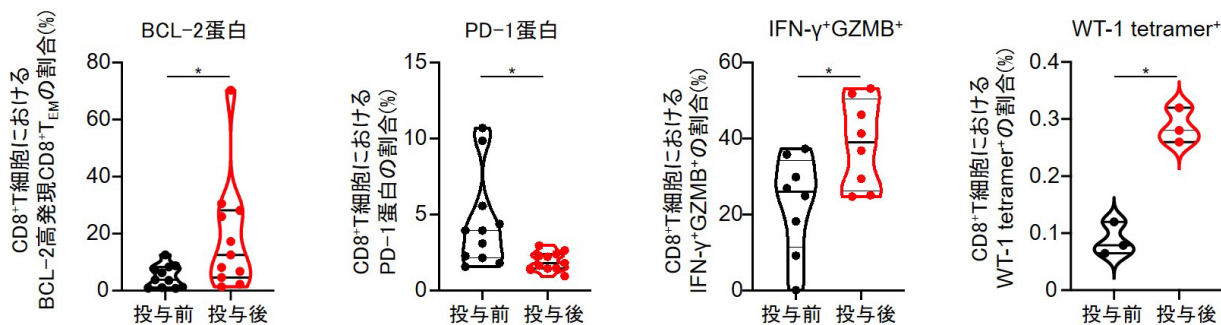 BCL-2蛋白
CD8⁺T細胞における
BCL-2高発現CD8⁺T_EMの割合(%)
80
60
40
20
0
*
投与前 投与後
PD-1蛋白
CD8⁺T細胞における
PD-1蛋白の割合(%)
15
10
5
0
*
投与前 投与後
IFN-γ⁺GZMB⁺
CD8⁺T細胞における
IFN-γ⁺GZMB⁺の割合(%)
60
40
20
0
*
投与前 投与後
WT-1 tetramer⁺
CD8⁺T細胞における
WT-1 tetramer⁺の割合(%)
0.4
0.3
0.2
0.1
0
*
投与前 投与後